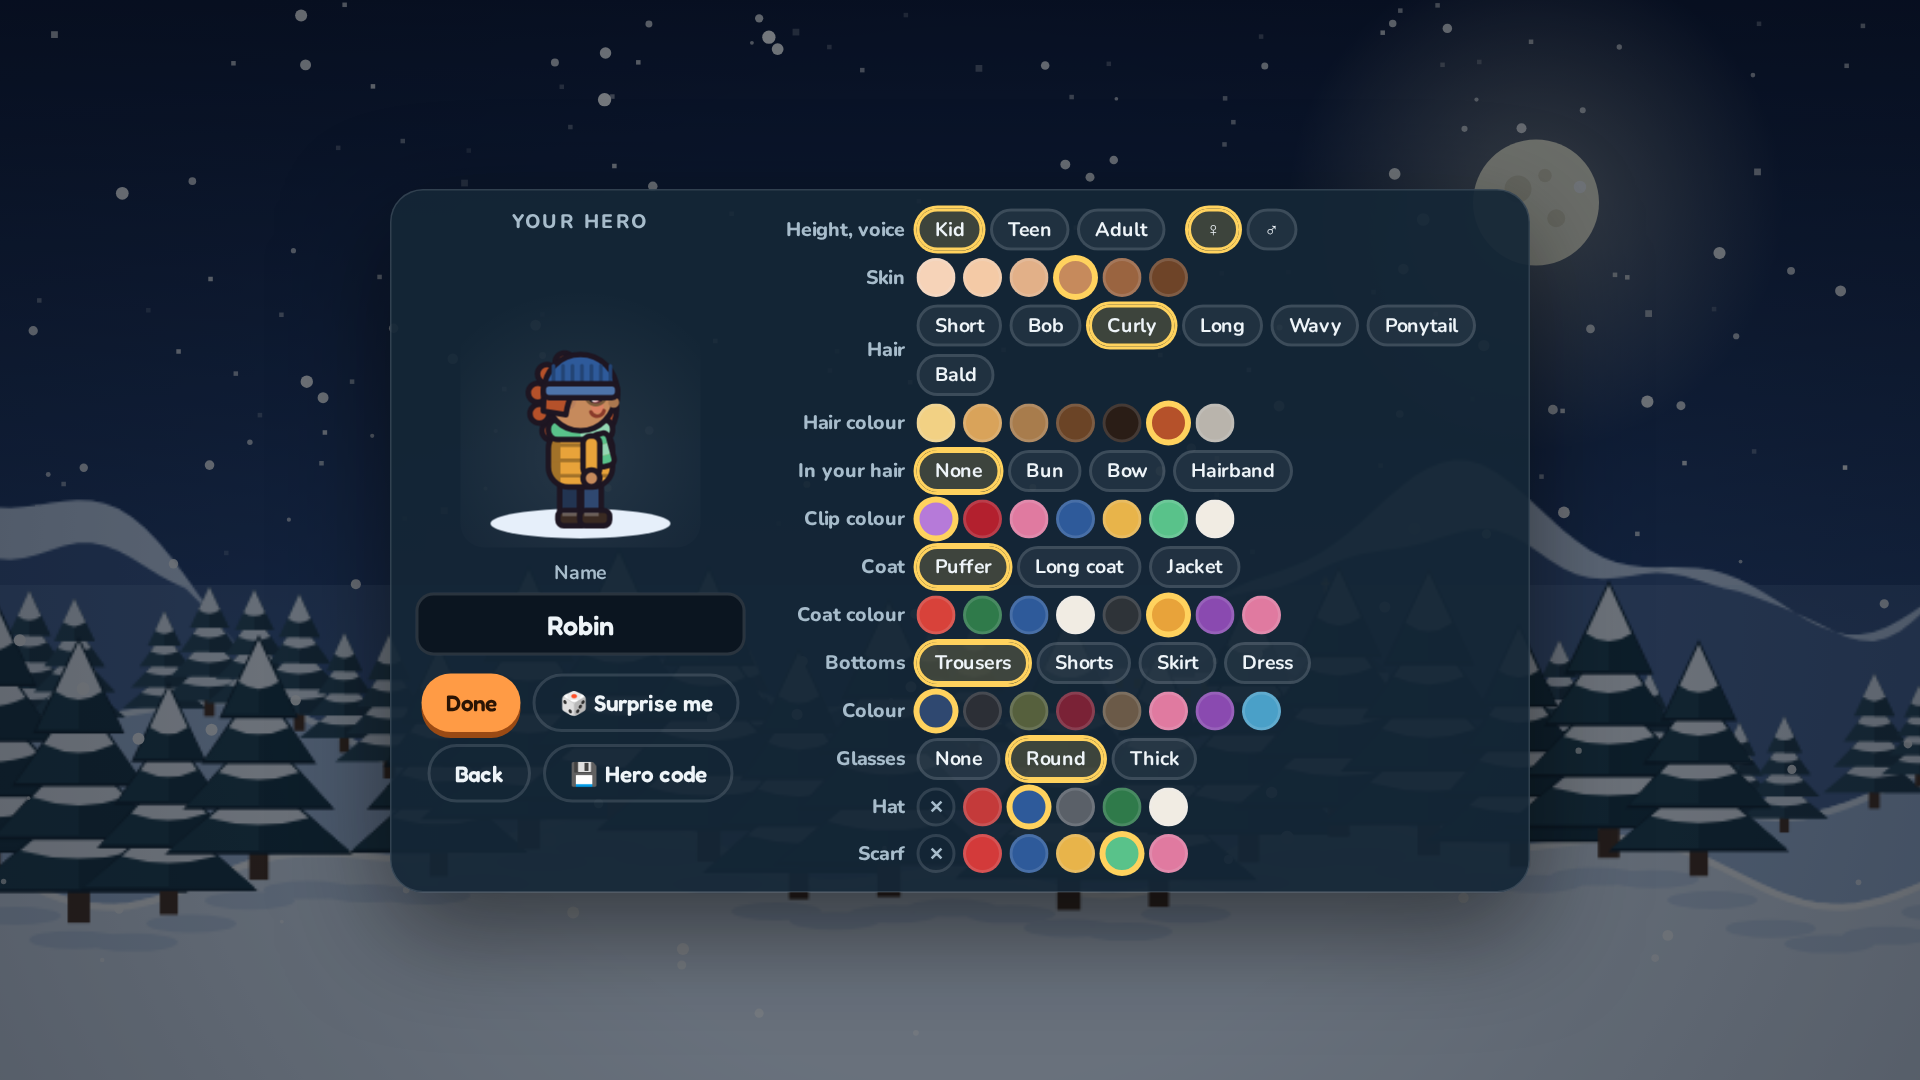 YOUR HERO
Name
Robin
Done
🎲 Surprise me
Back
💾 Hero code
Height, voice Kid Teen Adult ♀ ♂
Skin
Hair Short Bob Curly Long Wavy Ponytail
Bald
Hair colour
In your hair None Bun Bow Hairband
Clip colour
Coat Puffer Long coat Jacket
Coat colour
Bottoms Trousers Shorts Skirt Dress
Colour
Glasses None Round Thick
Hat ✕
Scarf ✕